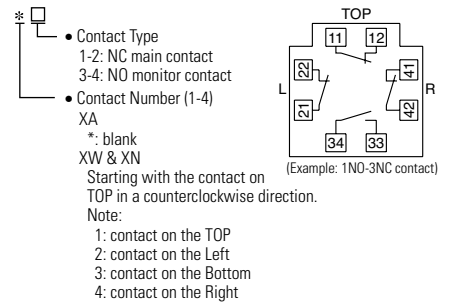 * □
● Contact Type
1-2: NC main contact
3-4: NO monitor contact
● Contact Number (1-4)
XA
*: blank
XW & XN
Starting with the contact on
TOP in a counterclockwise direction.
Note:
1: contact on the TOP
2: contact on the Left
3: contact on the Bottom
4: contact on the Right
TOP
11 12
22 41
L R
21 42
34 33
(Example: 1NO-3NC contact)